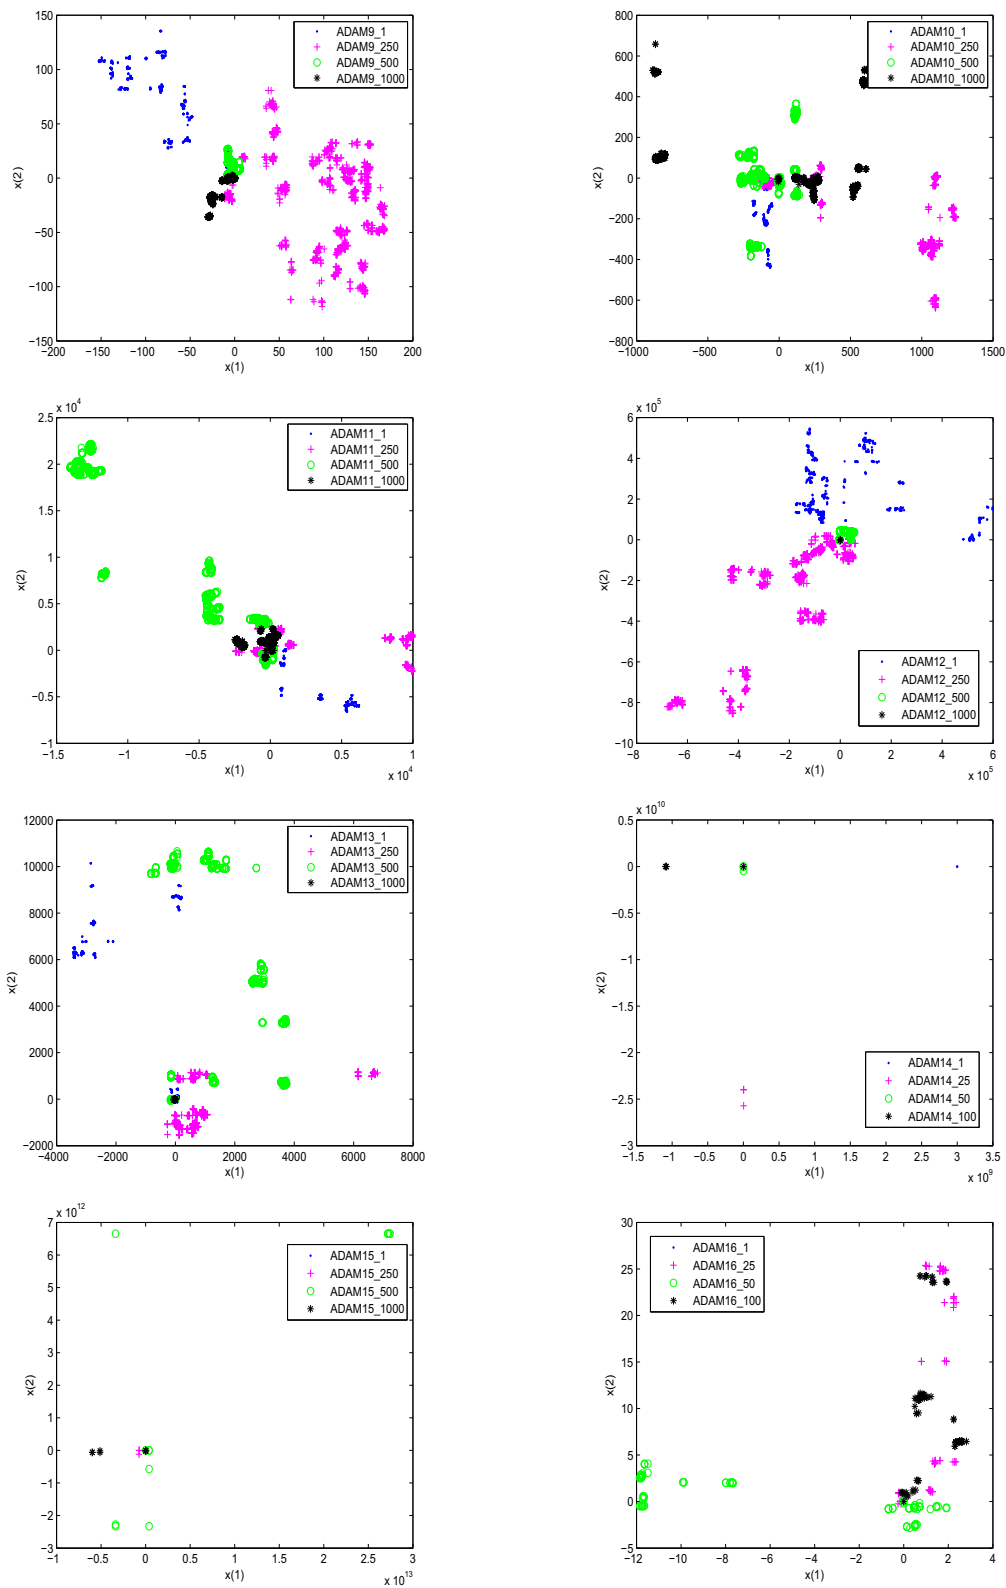 150
100
50
0
−50
−100
−150
−200
−150
−100
−50
0
50
100
150
200
x(1)
x(2)
ADAM9_1
ADAM9_250
ADAM9_500
ADAM9_1000
800
600
400
200
0
−200
−400
−600
−800
−1000
−500
0
500
1000
1500
x(1)
x(2)
ADAM10_1
ADAM10_250
ADAM10_500
ADAM10_1000
x 10^4
2.5
2
1.5
1
0.5
0
−0.5
−1
−1.5
−1
−0.5
0
0.5
1
x(1)
x 10^4
x(2)
ADAM11_1
ADAM11_250
ADAM11_500
ADAM11_1000
x 10^5
6
4
2
0
−2
−4
−6
−8
−10
−8
−6
−4
−2
0
2
4
6
x(1)
x 10^5
x(2)
ADAM12_1
ADAM12_250
ADAM12_500
ADAM12_1000
12000
10000
8000
6000
4000
2000
0
−2000
−4000
−2000
0
2000
4000
6000
8000
x(1)
x(2)
ADAM13_1
ADAM13_250
ADAM13_500
ADAM13_1000
x 10^10
0.5
0
−0.5
−1
−1.5
−2
−2.5
−3
−1.5
−1
−0.5
0
0.5
1
1.5
2
2.5
3
3.5
x(1)
x 10^9
x(2)
ADAM14_1
ADAM14_25
ADAM14_50
ADAM14_100
x 10^12
7
6
5
4
3
2
1
0
−1
−2
−3
−1
−0.5
0
0.5
1
1.5
2
2.5
3
x(1)
x 10^13
x(2)
ADAM15_1
ADAM15_250
ADAM15_500
ADAM15_1000
30
25
20
15
10
5
0
−5
−12
−10
−8
−6
−4
−2
0
2
4
x(1)
x(2)
ADAM16_1
ADAM16_25
ADAM16_50
ADAM16_100